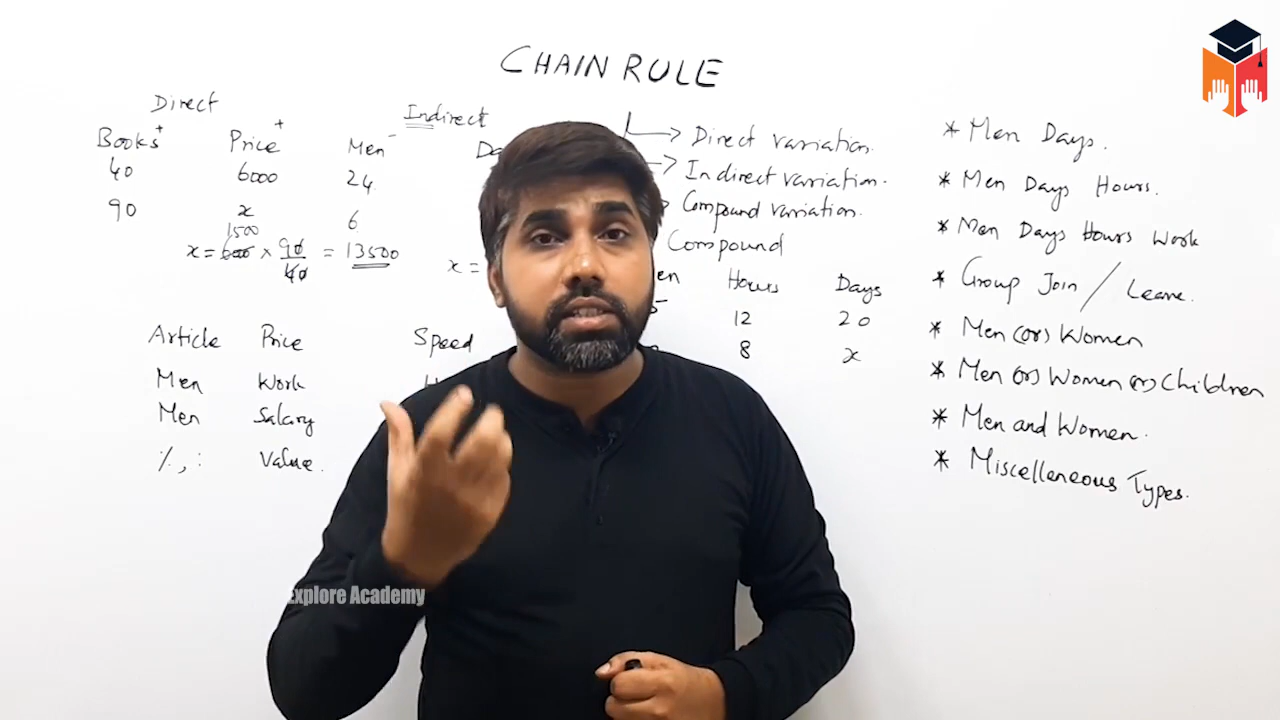 CHAIN RULE
Direct
Books+ Price+
40 6000
90 x
1500
x = 6000 × 90/40 = 13500
Indirect
Men-
24
6
x =
Direct variation.
Indirect variation.
Compound variation.
Compound
Hours Days
12 20
8 x
Article Price
Men Work
Men Salary
%, : Value.
Speed
* Men Days.
* Men Days Hours.
* Men Days Hours Work
* Group Join / Leave.
* Men (or) Women
* Men or Women or Children
* Men and Women.
* Miscellaneous Types.
Explore Academy